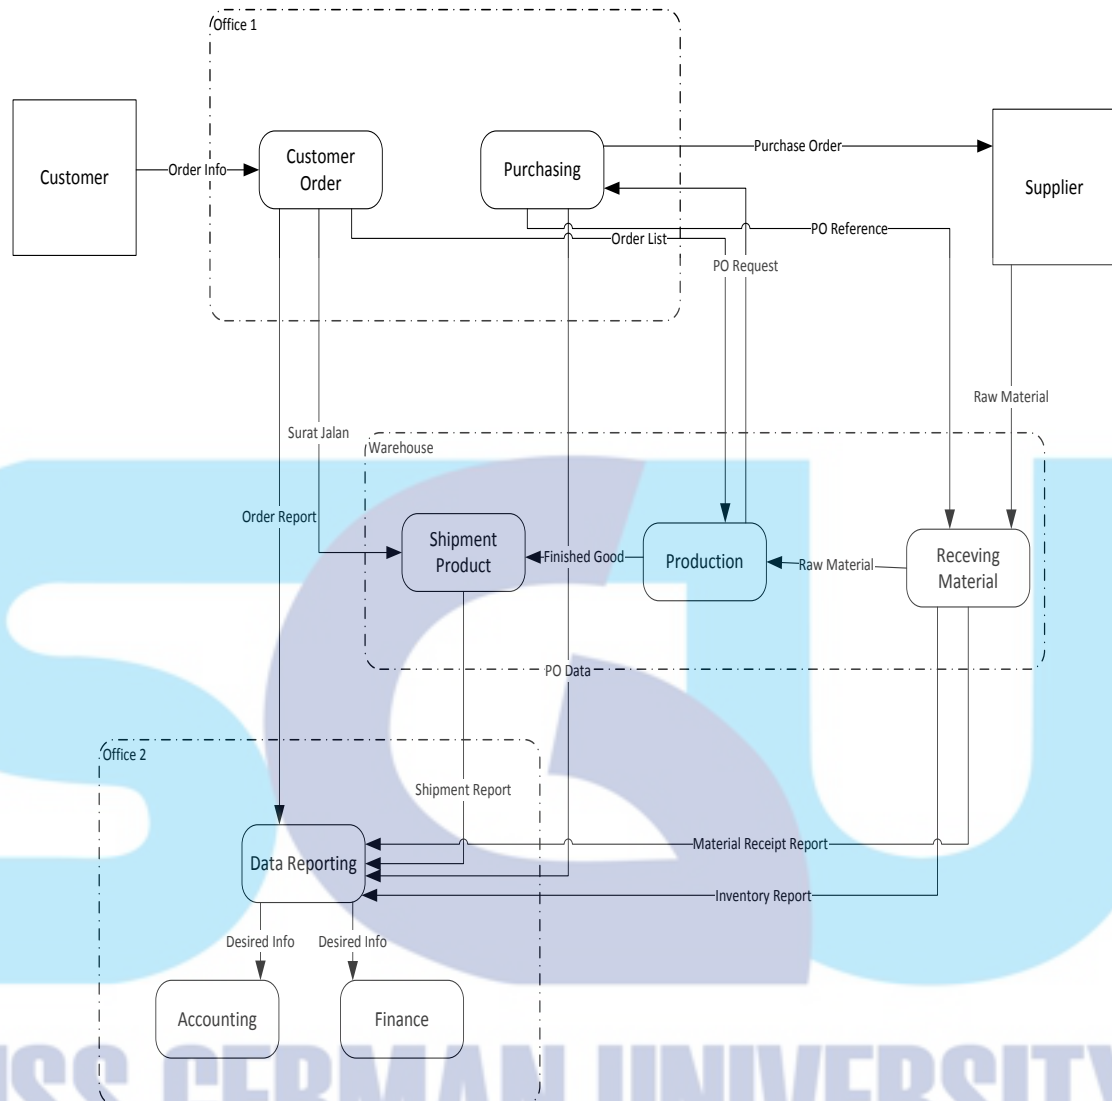 Office 1
Customer
Order Info
Customer
Order
Purchasing
Purchase Order
Supplier
PO Reference
Order List
PO Request
Raw Material
Surat Jalan
Warehouse
Order Report
Shipment
Product
Finished Good
Production
Raw Material
Receving
Material
PO Data
Office 2
Shipment Report
Data Reporting
Material Receipt Report
Inventory Report
Desired Info
Desired Info
Accounting
Finance
SGU
ISS GERMAN UNIVERSITY